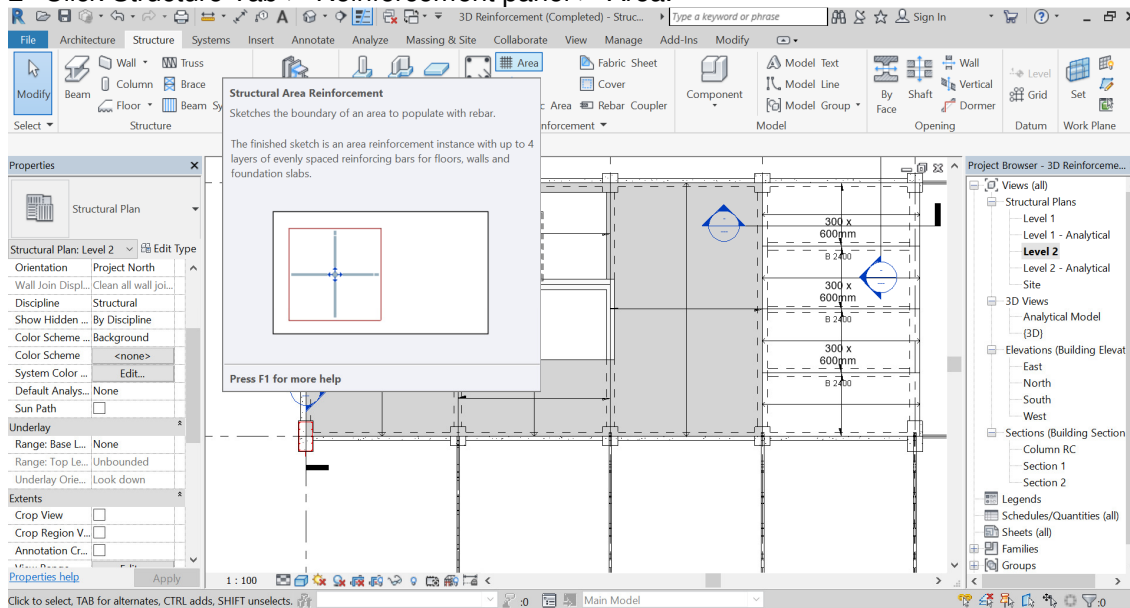 2- Click Structure Tab > Reinforcement panel > Area.
3D Reinforcement (Completed) - Struc...
Type a keyword or phrase
Sign In
File Architecture Structure Systems Insert Annotate Analyze Massing & Site Collaborate View Manage Add-Ins Modify
Modify
Beam
Wall
Truss
Column
Brace
Floor
Beam Sy
Area
Fabric Sheet
Cover
c Area
Rebar Coupler
Component
Model Text
Model Line
Model Group
By
Face
Shaft
Wall
Vertical
Dormer
Level
Grid
Set
Select
Structure
nforcement
Model
Opening
Datum
Work Plane
Structural Area Reinforcement
Sketches the boundary of an area to populate with rebar.
The finished sketch is an area reinforcement instance with up to 4
layers of evenly spaced reinforcing bars for floors, walls and
foundation slabs.
Press F1 for more help
Properties
Structural Plan
Structural Plan: Level 2
Edit Type
Orientation Project North
Wall Join Displ... Clean all wall joi...
Discipline Structural
Show Hidden ... By Discipline
Color Scheme ... Background
Color Scheme <none>
System Color ... Edit...
Default Analys... None
Sun Path
Underlay
Range: Base L... None
Range: Top Le... Unbounded
Underlay Orie... Look down
Extents
Crop View
Crop Region V...
Annotation Cr...
Properties help
Apply
300 x
600mm
B 2400
300 x
600mm
B 2400
300 x
600mm
B 2400
Project Browser - 3D Reinforceme...
Views (all)
Structural Plans
Level 1
Level 1 - Analytical
Level 2
Level 2 - Analytical
Site
3D Views
Analytical Model
{3D}
Elevations (Building Elevat
East
North
South
West
Sections (Building Section
Column RC
Section 1
Section 2
Legends
Schedules/Quantities (all)
Sheets (all)
Families
Groups
1 : 100
Click to select, TAB for alternates, CTRL adds, SHIFT unselects.
:0
Main Model
:0